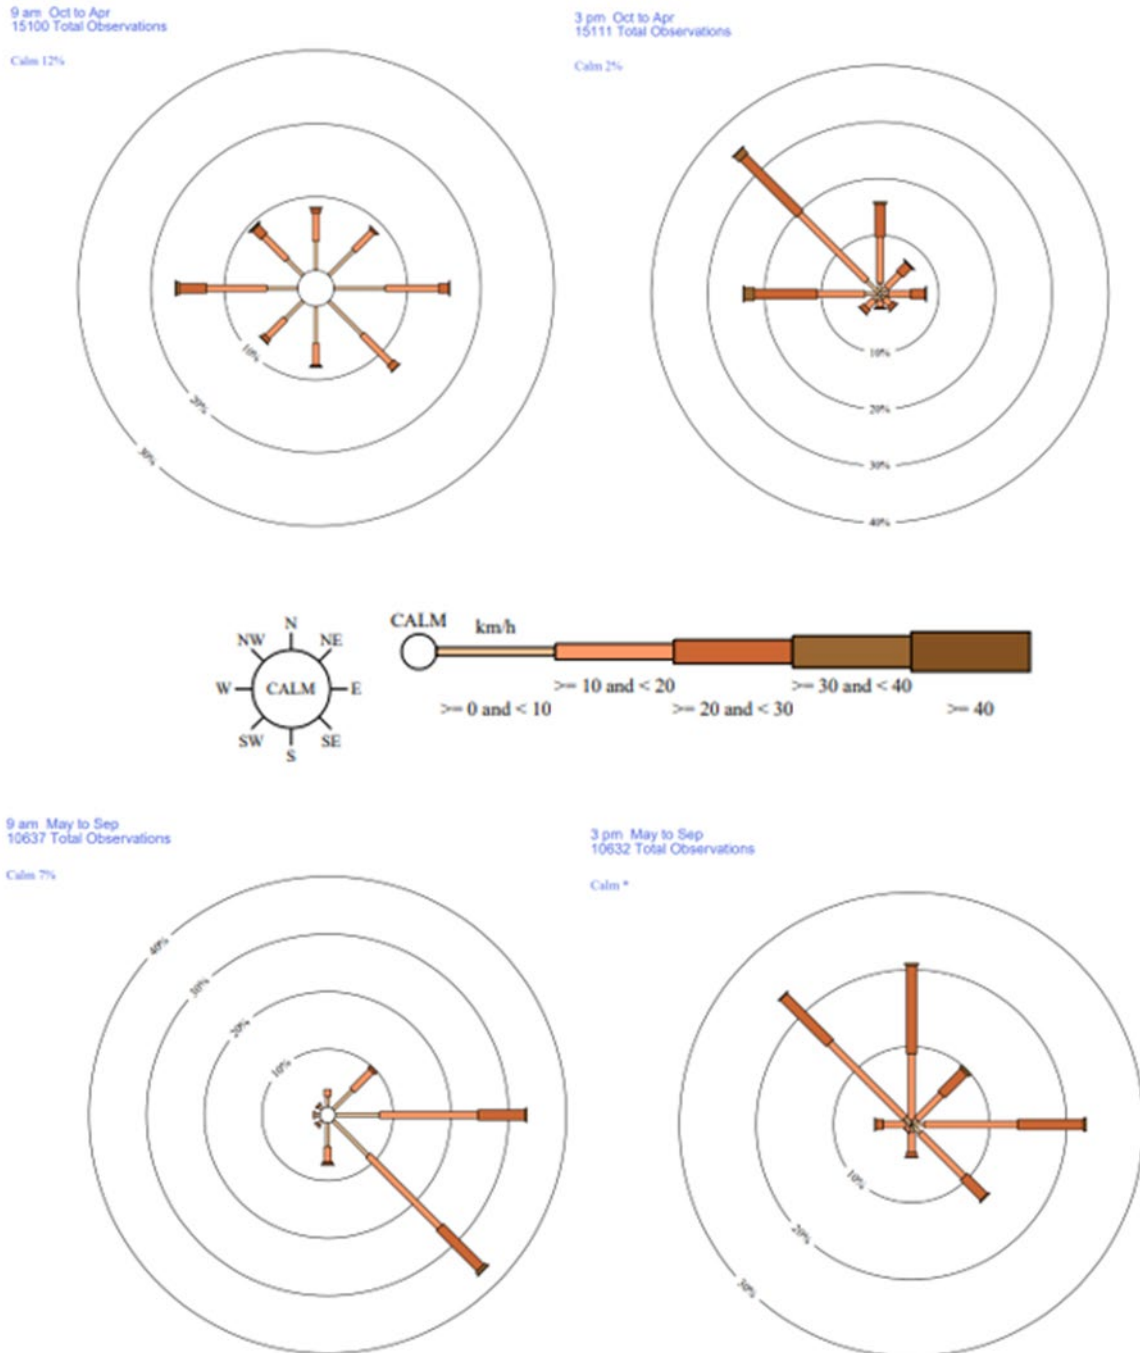 9 am Oct to Apr
15100 Total Observations
Calm 12%
10%
20%
30%
3 pm Oct to Apr
15111 Total Observations
Calm 2%
10%
20%
30%
40%
N
NW NE
W CALM E
SW SE
S
CALM
km/h
>= 10 and < 20 >= 30 and < 40
>= 0 and < 10 >= 20 and < 30 >= 40
9 am May to Sep
10637 Total Observations
Calm 7%
40%
30%
20%
10%
3 pm May to Sep
10632 Total Observations
Calm *
10%
20%
30%